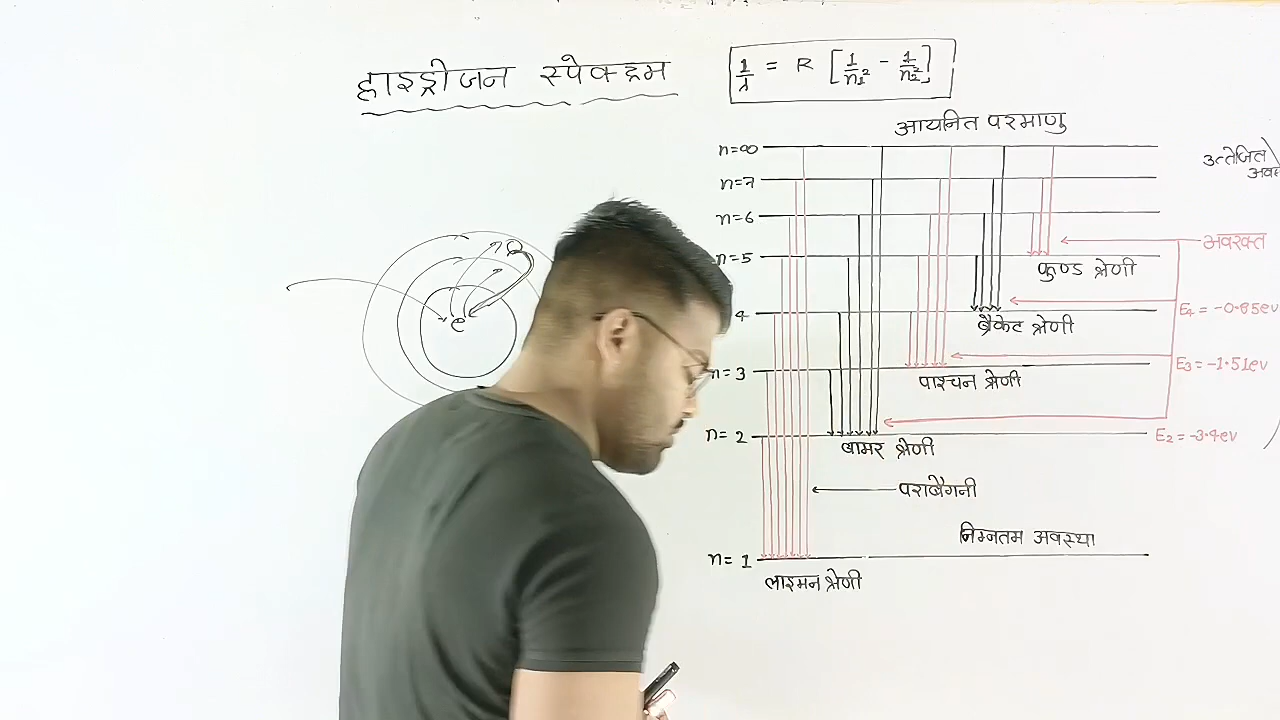 हाइड्रोजन स्पेक्ट्रम
1/λ = R [1/n₁² - 1/n₂²]
आयनित परमाणु
n=∞
उत्तेजित
n=7
n=6
अवरक्त
n=5
कुण्ड श्रेणी
4
ब्रैकेट श्रेणी
E₄ = -0.85ev
n=3
पाश्चन श्रेणी
E₃ = -1.51ev
n=2
बामर श्रेणी
E₂ = -3.4ev
पराबैंगनी
निम्नतम अवस्था
n=1
लाइमन श्रेणी
e⁻